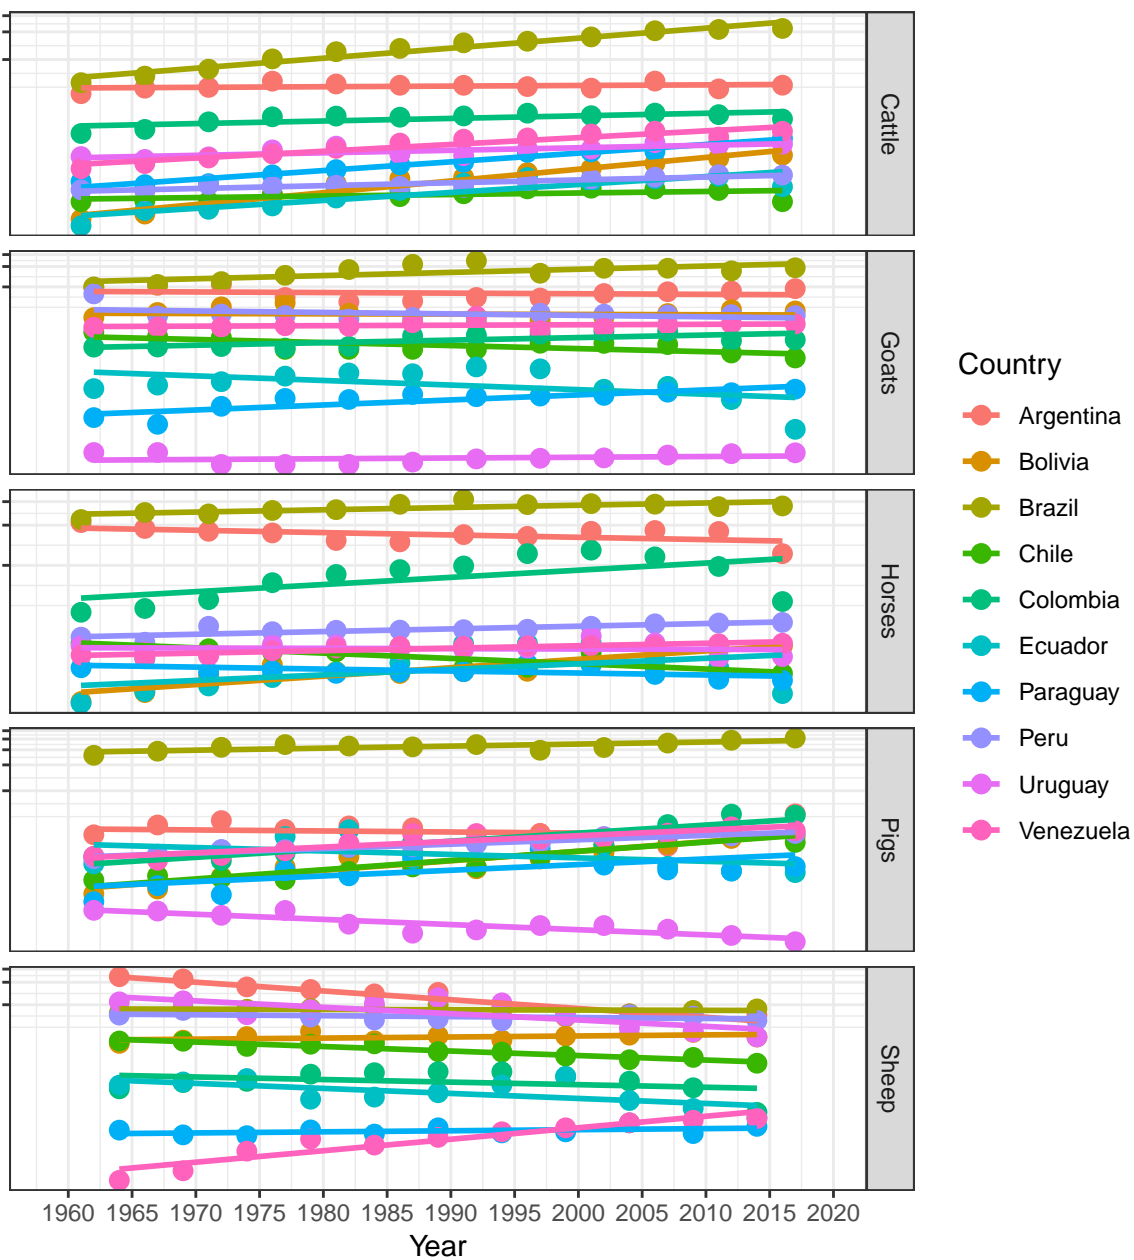 Cattle
Goats
Horses
Pigs
Sheep
1960 1965 1970 1975 1980 1985 1990 1995 2000 2005 2010 2015 2020
Year
Country
Argentina
Bolivia
Brazil
Chile
Colombia
Ecuador
Paraguay
Peru
Uruguay
Venezuela